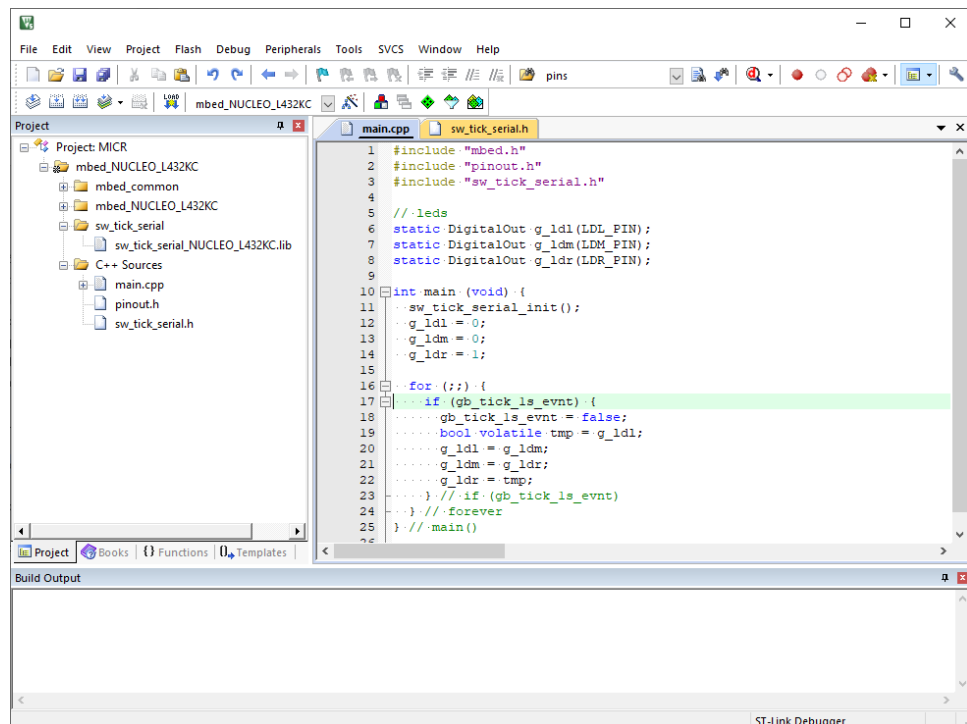 File Edit View Project Flash Debug Peripherals Tools SVCS Window Help
pins
LOAD mbed_NUCLEO_L432KC
Project
Project: MICR
mbed_NUCLEO_L432KC
mbed_common
mbed_NUCLEO_L432KC
sw_tick_serial
sw_tick_serial_NUCLEO_L432KC.lib
C++ Sources
main.cpp
pinout.h
sw_tick_serial.h
Project Books {} Functions Templates
main.cpp sw_tick_serial.h
1 #include "mbed.h"
2 #include "pinout.h"
3 #include "sw_tick_serial.h"
4
5 // leds
6 static DigitalOut g_ldl(LDL_PIN);
7 static DigitalOut g_ldm(LDM_PIN);
8 static DigitalOut g_ldr(LDR_PIN);
9
10 int main (void) {
11   sw_tick_serial_init();
12   g_ldl = 0;
13   g_ldm = 0;
14   g_ldr = 1;
15
16   for (;;) {
17     if (gb_tick_1s_evnt) {
18       gb_tick_1s_evnt = false;
19       bool volatile tmp = g_ldl;
20       g_ldl = g_ldm;
21       g_ldm = g_ldr;
22       g_ldr = tmp;
23     } // if (gb_tick_1s_evnt)
24   } // forever
25 } // main()
Build Output
ST-Link Debugger